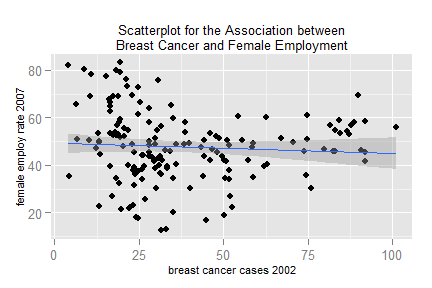 Scatterplot for the Association between
Breast Cancer and Female Employment
female employ rate 2007
80
60
40
20
0
25
50
75
100
breast cancer cases 2002